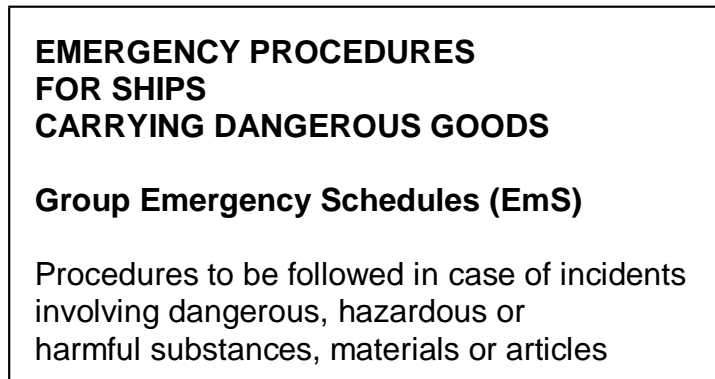 EMERGENCY PROCEDURES
FOR SHIPS
CARRYING DANGEROUS GOODS
Group Emergency Schedules (EmS)
Procedures to be followed in case of incidents
involving dangerous, hazardous or
harmful substances, materials or articles